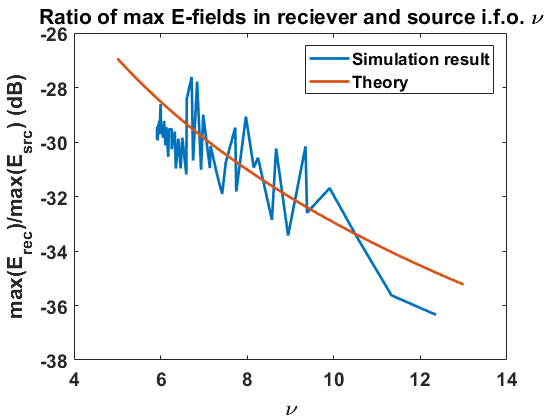 Ratio of max E-fields in reciever and source i.f.o. ν
-26
-28
-30
-32
-34
-36
-38
max(E_rec)/max(E_src) (dB)
Simulation result
Theory
4
6
8
10
12
14
ν